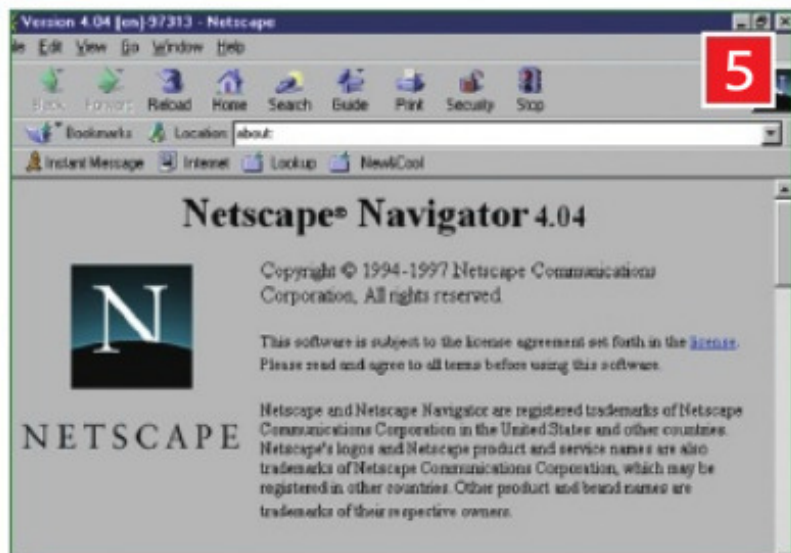 Version 4.04 [en]-97313 - Netscape
le Edit View Go Window Help
5
Back Forward Reload Home Search Guide Print Security Stop
Bookmarks Location about:
Instant Message Internet Lookup New&Cool
Netscape® Navigator 4.04
N
Copyright © 1994-1997 Netscape Communications
Corporation, All rights reserved.
This software is subject to the license agreement set forth in the license.
Please read and agree to all terms before using this software.
NETSCAPE
Netscape and Netscape Navigator are registered trademarks of Netscape
Communications Corporation in the United States and other countries.
Netscape's logos and Netscape product and service names are also
trademarks of Netscape Communications Corporation, which may be
registered in other countries. Other product and brand names are
trademarks of their respective owners.